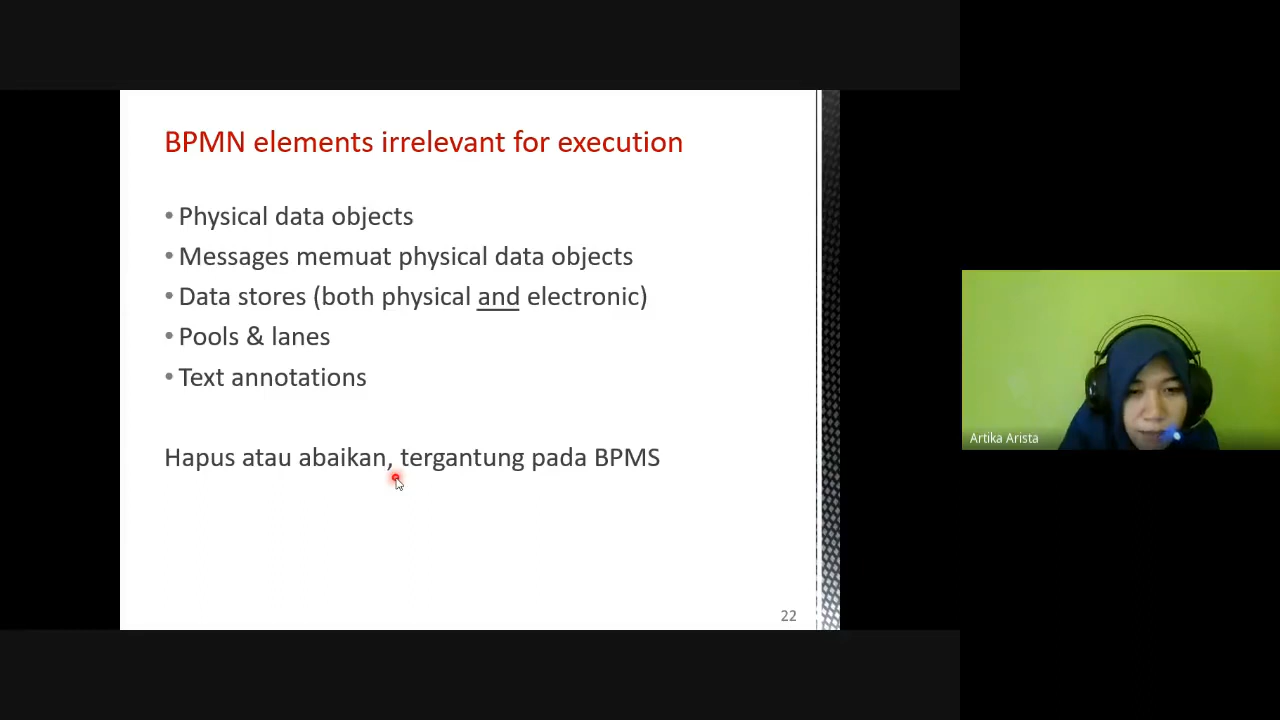 BPMN elements irrelevant for execution
• Physical data objects
• Messages memuat physical data objects
• Data stores (both physical and electronic)
• Pools & lanes
• Text annotations
Hapus atau abaikan, tergantung pada BPMS
22
Artika Arista